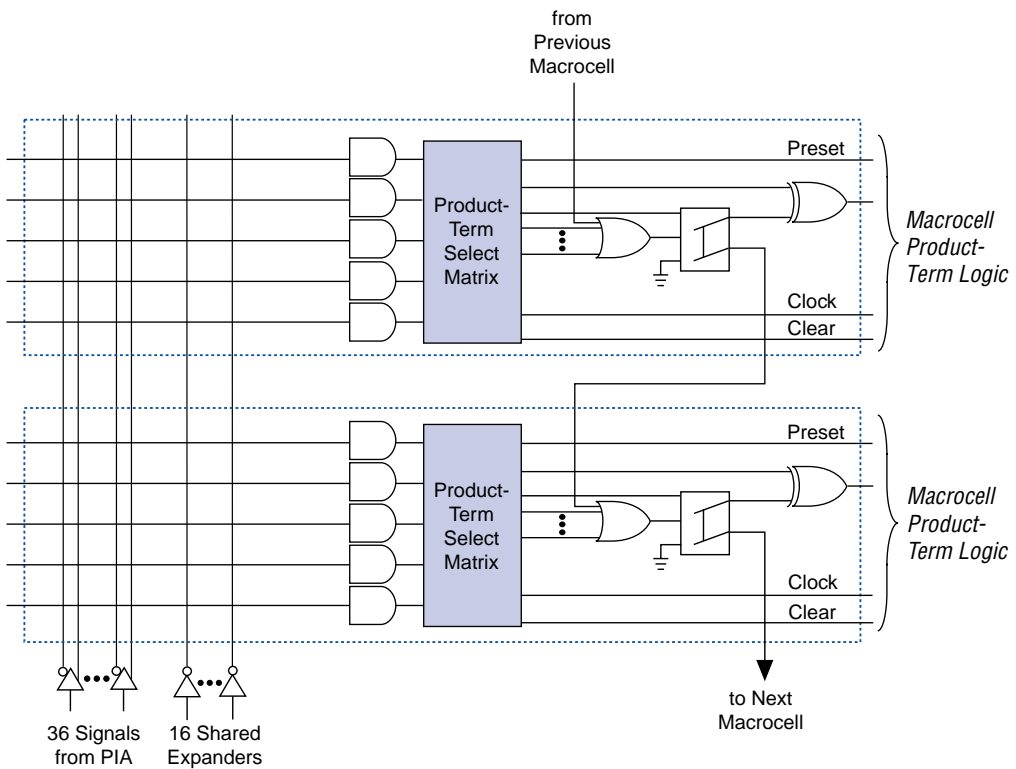 from
Previous
Macrocell
Preset
Product-
Term
Select
Matrix
Macrocell
Product-
Term Logic
Clock
Clear
Preset
Product-
Term
Select
Matrix
Macrocell
Product-
Term Logic
Clock
Clear
36 Signals
from PIA
16 Shared
Expanders
to Next
Macrocell